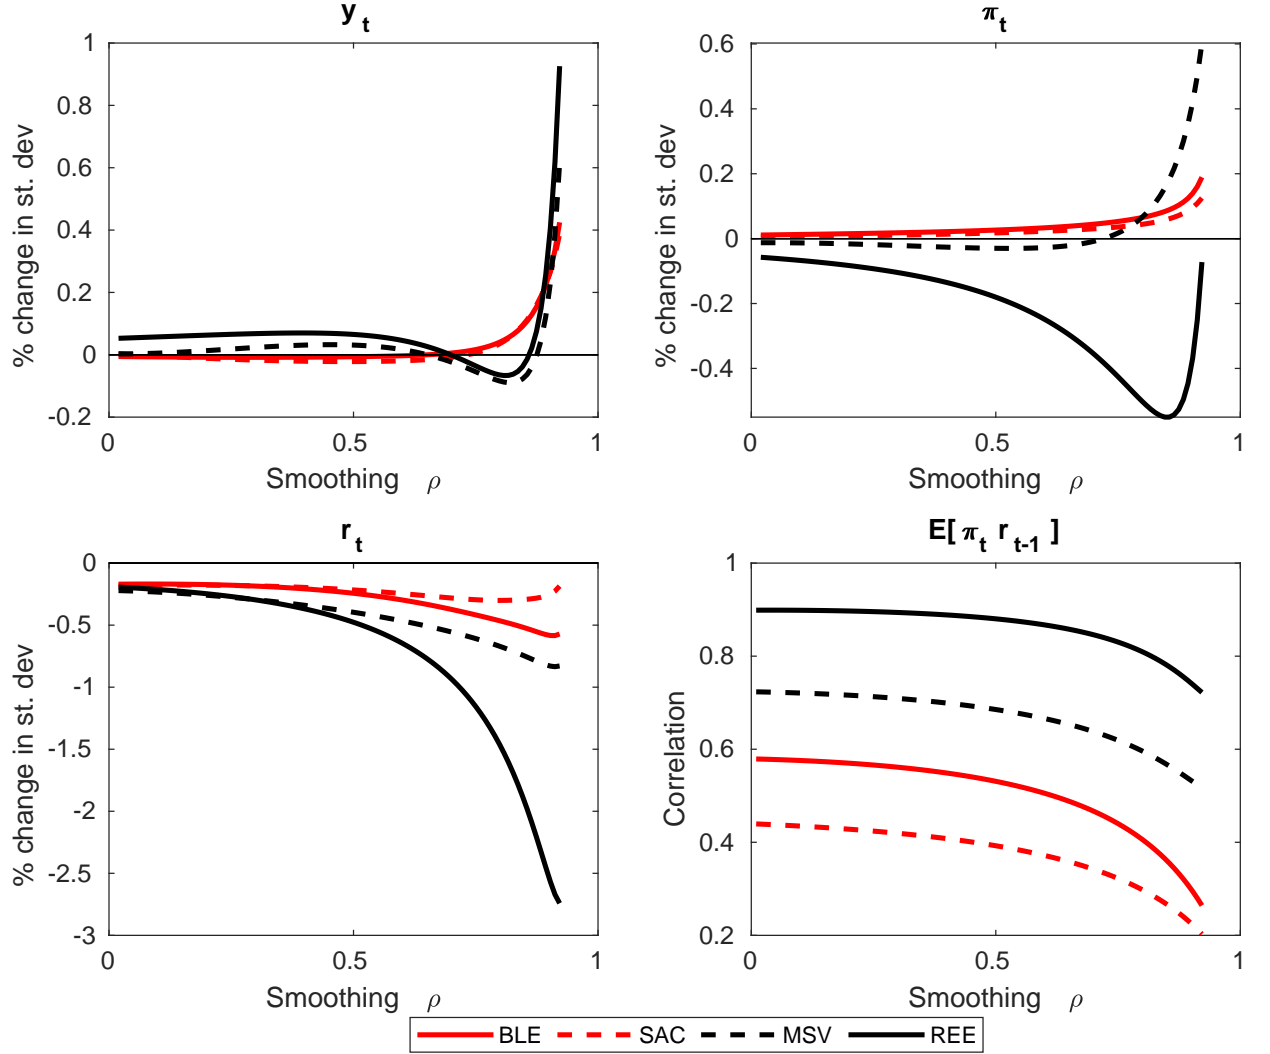 y t
% change in st. dev
1
0.8
0.6
0.4
0.2
0
-0.2
0
0.5
1
Smoothing ρ
π t
% change in st. dev
0.6
0.4
0.2
0
-0.2
-0.4
0
0.5
1
Smoothing ρ
r t
% change in st. dev
0
-0.5
-1
-1.5
-2
-2.5
-3
0
0.5
1
Smoothing ρ
E[ π t r t-1 ]
Correlation
1
0.8
0.6
0.4
0.2
0
0.5
1
Smoothing ρ
BLE SAC MSV REE